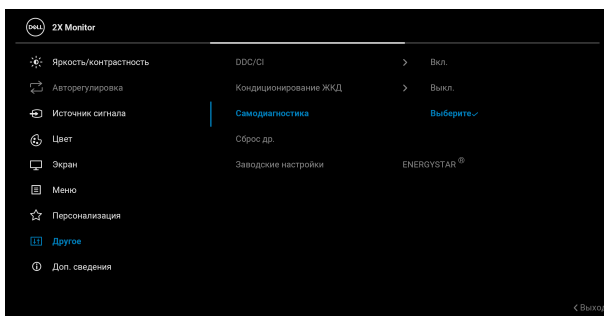 DELL 2X Monitor
Яркость/контрастность DDC/CI Вкл.
Авторегулировка Кондиционирование ЖКД Выкл.
Источник сигнала Самодиагностика Выберите
Цвет Сброс др.
Экран Заводские настройки ENERGYSTAR ®
Меню
Персонализация
Другое
Доп. сведения
Выход